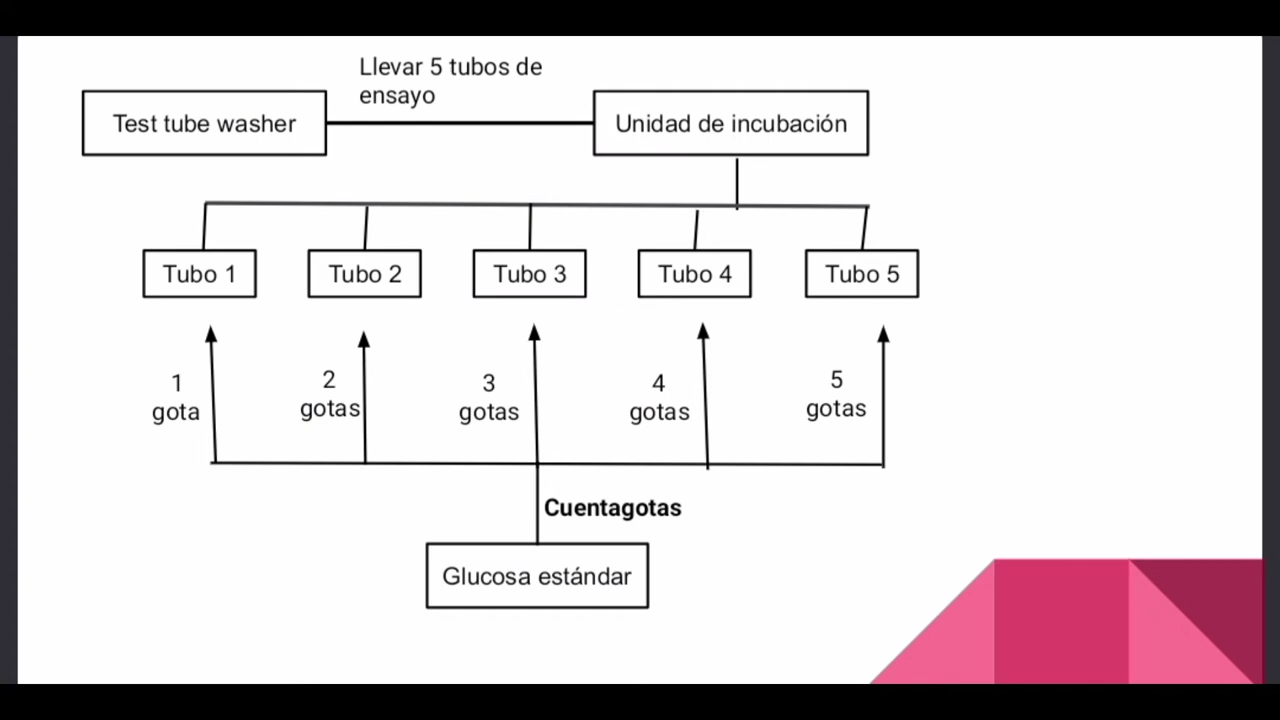 Llevar 5 tubos de
ensayo
Test tube washer
Unidad de incubación
Tubo 1
Tubo 2
Tubo 3
Tubo 4
Tubo 5
1
gota
2
gotas
3
gotas
4
gotas
5
gotas
Cuentagotas
Glucosa estándar